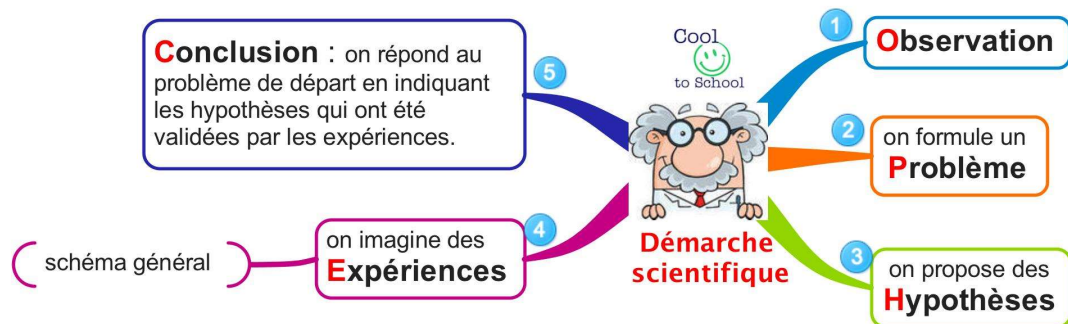 Cool
to School
Démarche
scientifique
1
Observation
2
on formule un
Problème
3
on propose des
Hypothèses
4
on imagine des
Expériences
schéma général
5
Conclusion : on répond au
problème de départ en indiquant
les hypothèses qui ont été
validées par les expériences.